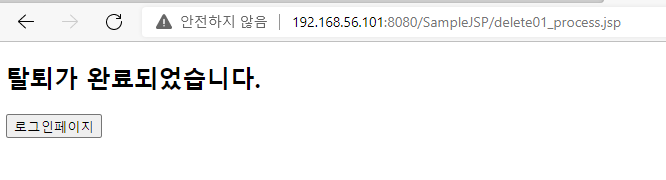 안전하지 않음 192.168.56.101:8080/SampleJSP/delete01_process.jsp
탈퇴가 완료되었습니다.
로그인페이지